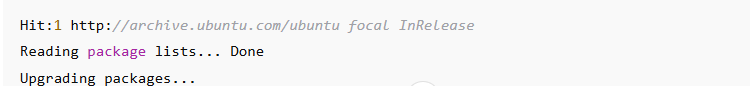 Hit:1 http://archive.ubuntu.com/ubuntu focal InRelease
Reading package lists... Done
Upgrading packages...